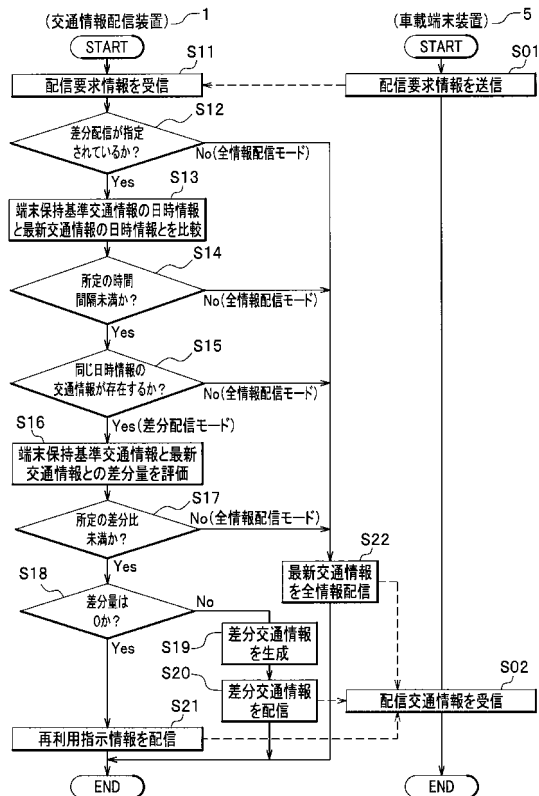 (交通情報配信装置) 1
(車載端末装置) 5
START
START
S11
S01
配信要求情報を受信
配信要求情報を送信
S12
差分配信が指定
されているか?
No(全情報配信モード)
Yes
S13
端末保持基準交通情報の日時情報
と最新交通情報の日時情報とを比較
S14
所定の時間
間隔未満か?
No(全情報配信モード)
Yes
S15
同じ日時情報の
交通情報が存在するか?
No(全情報配信モード)
Yes(差分配信モード)
S16
端末保持基準交通情報と最新
交通情報との差分量を評価
S17
所定の差分比
未満か?
No(全情報配信モード)
Yes
S22
最新交通情報
を全情報配信
S18
差分量は
0か?
No
Yes
S19
差分交通情報
を生成
S20
差分交通情報
を配信
S02
配信交通情報を受信
S21
再利用指示情報を配信
END
END